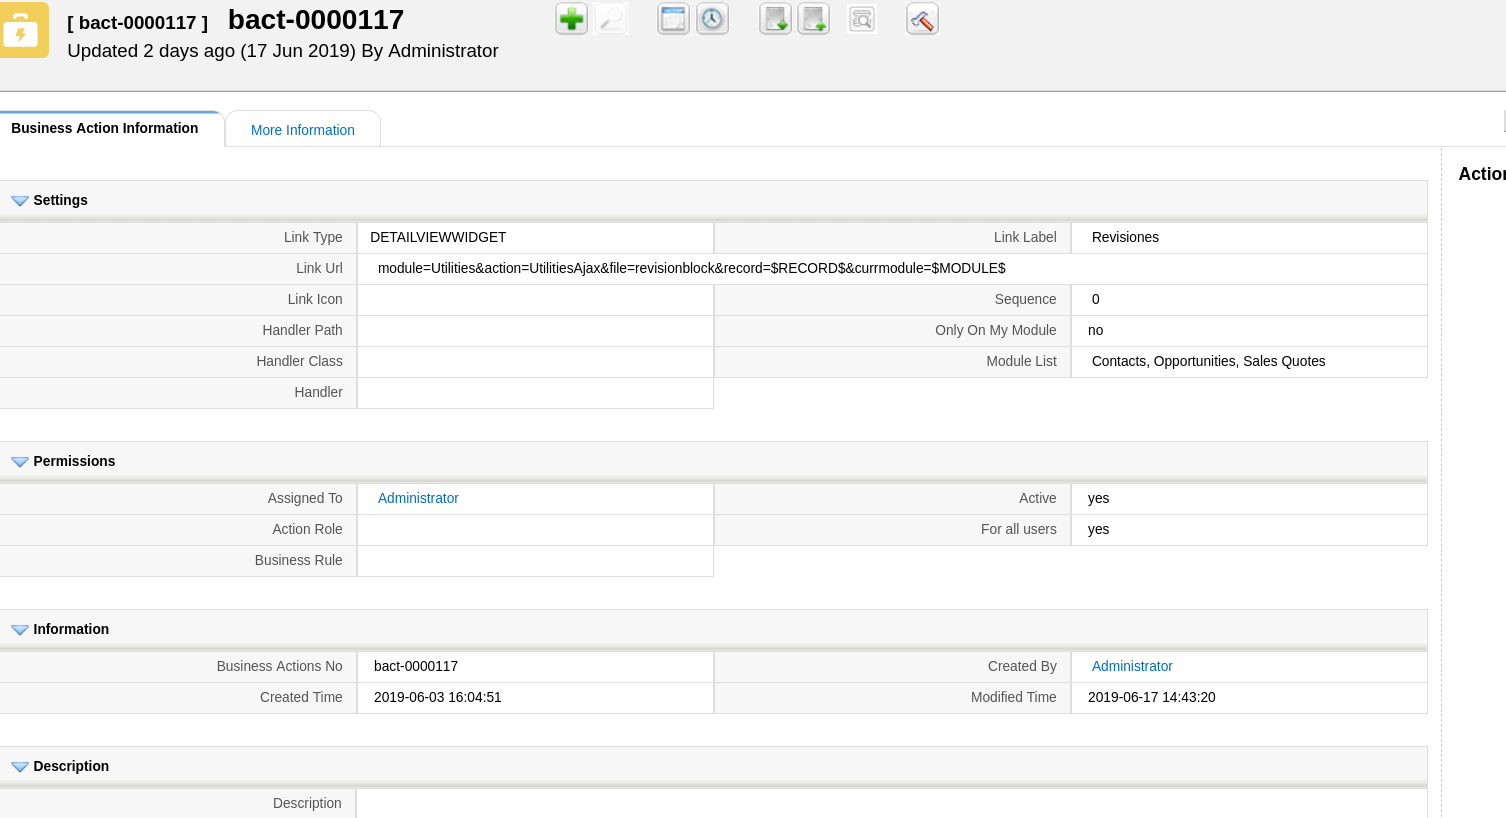 [ bact-0000117 ] bact-0000117
Updated 2 days ago (17 Jun 2019) By Administrator
Business Action Information More Information
Settings
Link Type DETAILVIEWWIDGET Link Label Revisiones
Link Url module=Utilities&action=UtilitiesAjax&file=revisionblock&record=$RECORD$&currmodule=$MODULE$
Link Icon Sequence 0
Handler Path Only On My Module no
Handler Class Module List Contacts, Opportunities, Sales Quotes
Handler
Permissions
Assigned To Administrator Active yes
Action Role For all users yes
Business Rule
Information
Business Actions No bact-0000117 Created By Administrator
Created Time 2019-06-03 16:04:51 Modified Time 2019-06-17 14:43:20
Description
Description